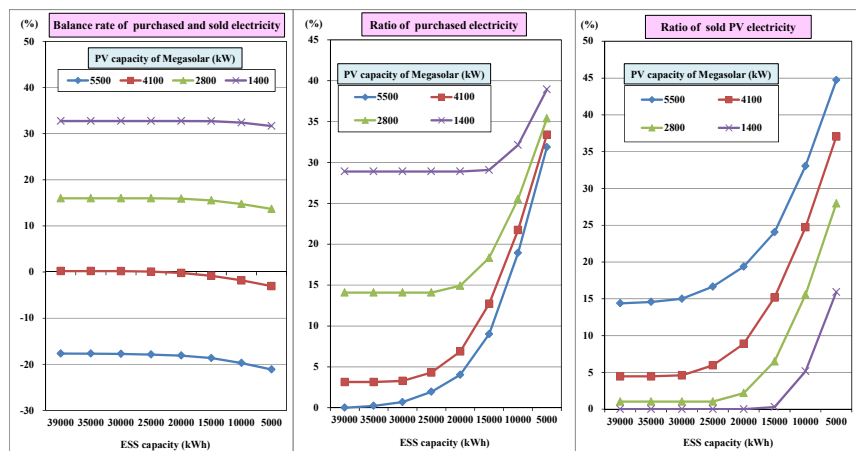 (%)
Balance rate of purchased and sold electricity
PV capacity of Megasolar (kW)
5500 4100 2800 1400
50
40
30
20
10
0
-10
-20
-30
39000 35000 30000 25000 20000 15000 10000 5000
ESS capacity (kWh)
(%)
Ratio of purchased electricity
PV capacity of Megasolar (kW)
5500 4100
2800 1400
45
40
35
30
25
20
15
10
5
0
39000 35000 30000 25000 20000 15000 10000 5000
ESS capacity (kWh)
(%)
Ratio of sold PV electricity
PV capacity of Megasolar (kW)
5500 4100
2800 1400
50
45
40
35
30
25
20
15
10
5
0
39000 35000 30000 25000 20000 15000 10000 5000
ESS capacity (kWh)